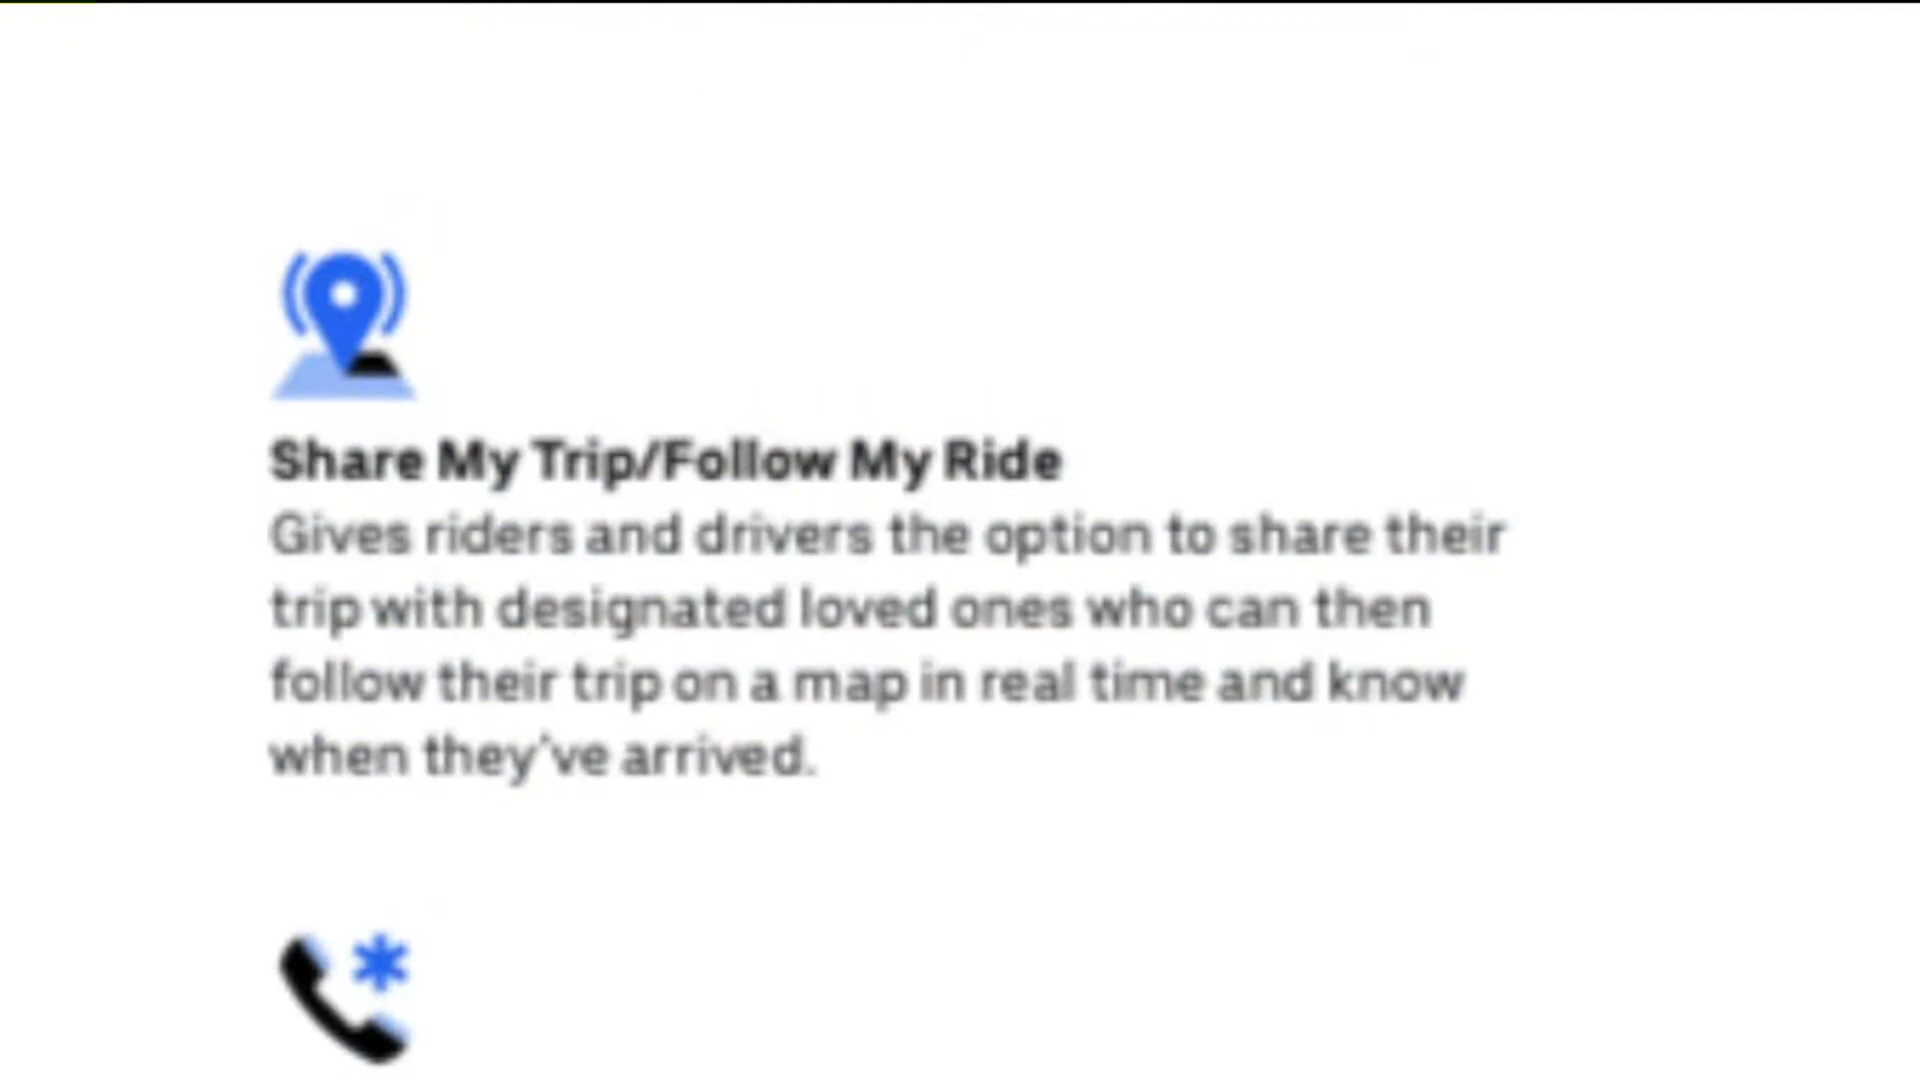 Share My Trip/Follow My Ride
Gives riders and drivers the option to share their
trip with designated loved ones who can then
follow their trip on a map in real time and know
when they've arrived.